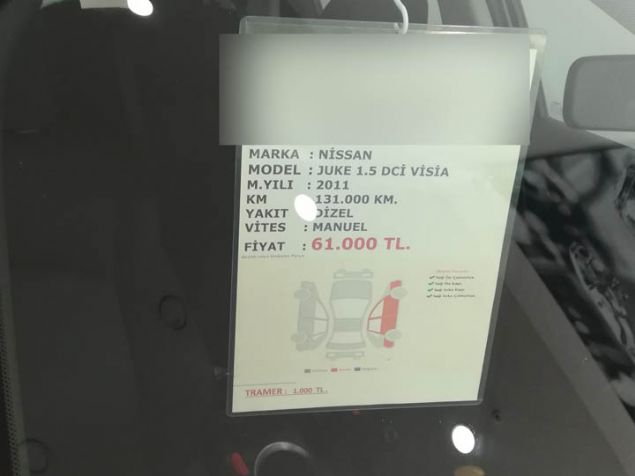 MARKA : NİSSAN
MODEL : JUKE 1.5 DCİ VİSİA
M.YILI : 2011
KM 131.000 KM.
YAKIT DİZEL
VİTES : MANUEL
FİYAT : 61.000 TL.
TRAMER : 1.000 TL.